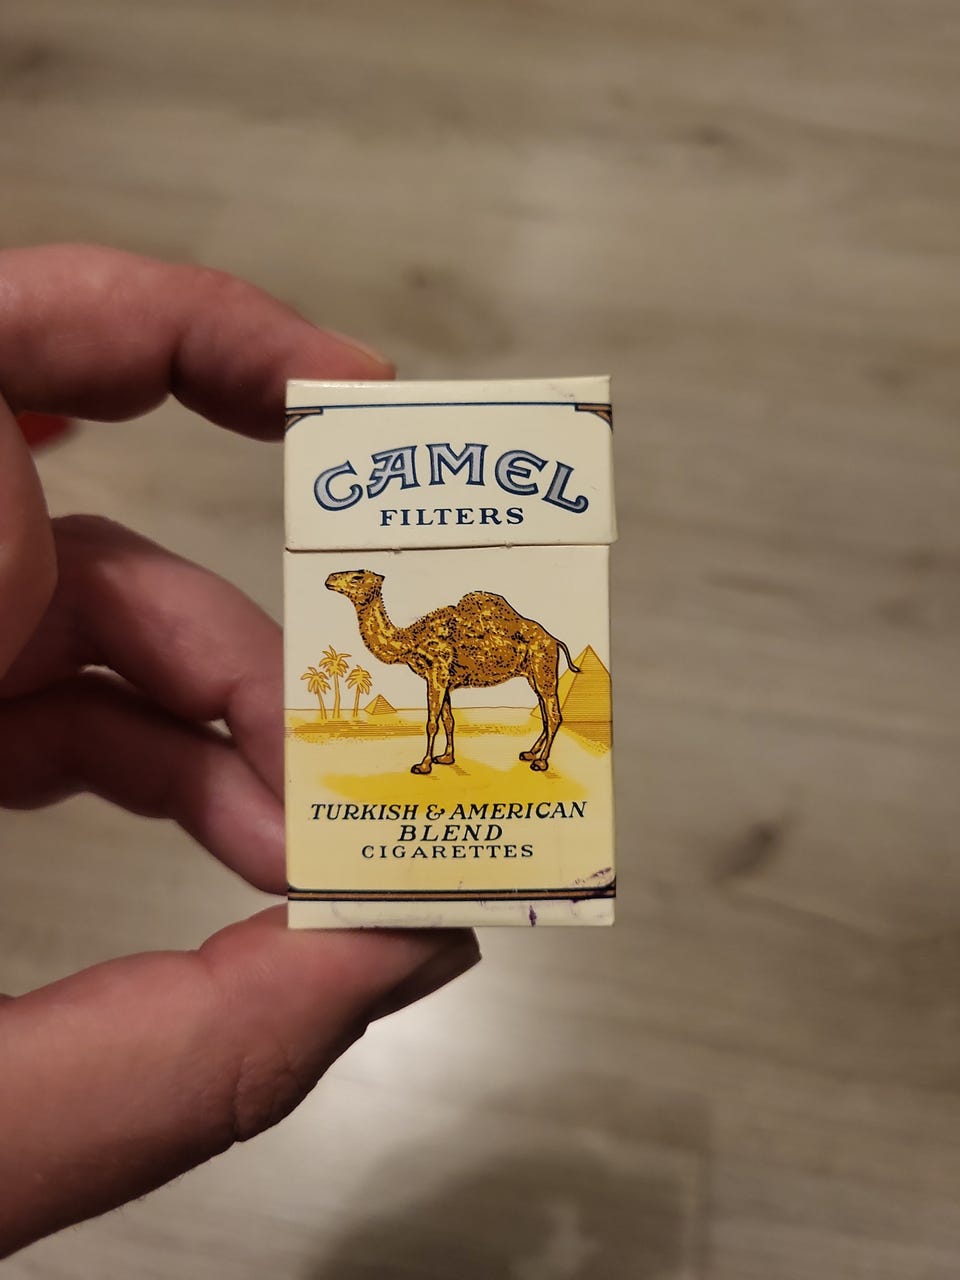 CAMEL
FILTERS
TURKISH & AMERICAN
BLEND
CIGARETTES